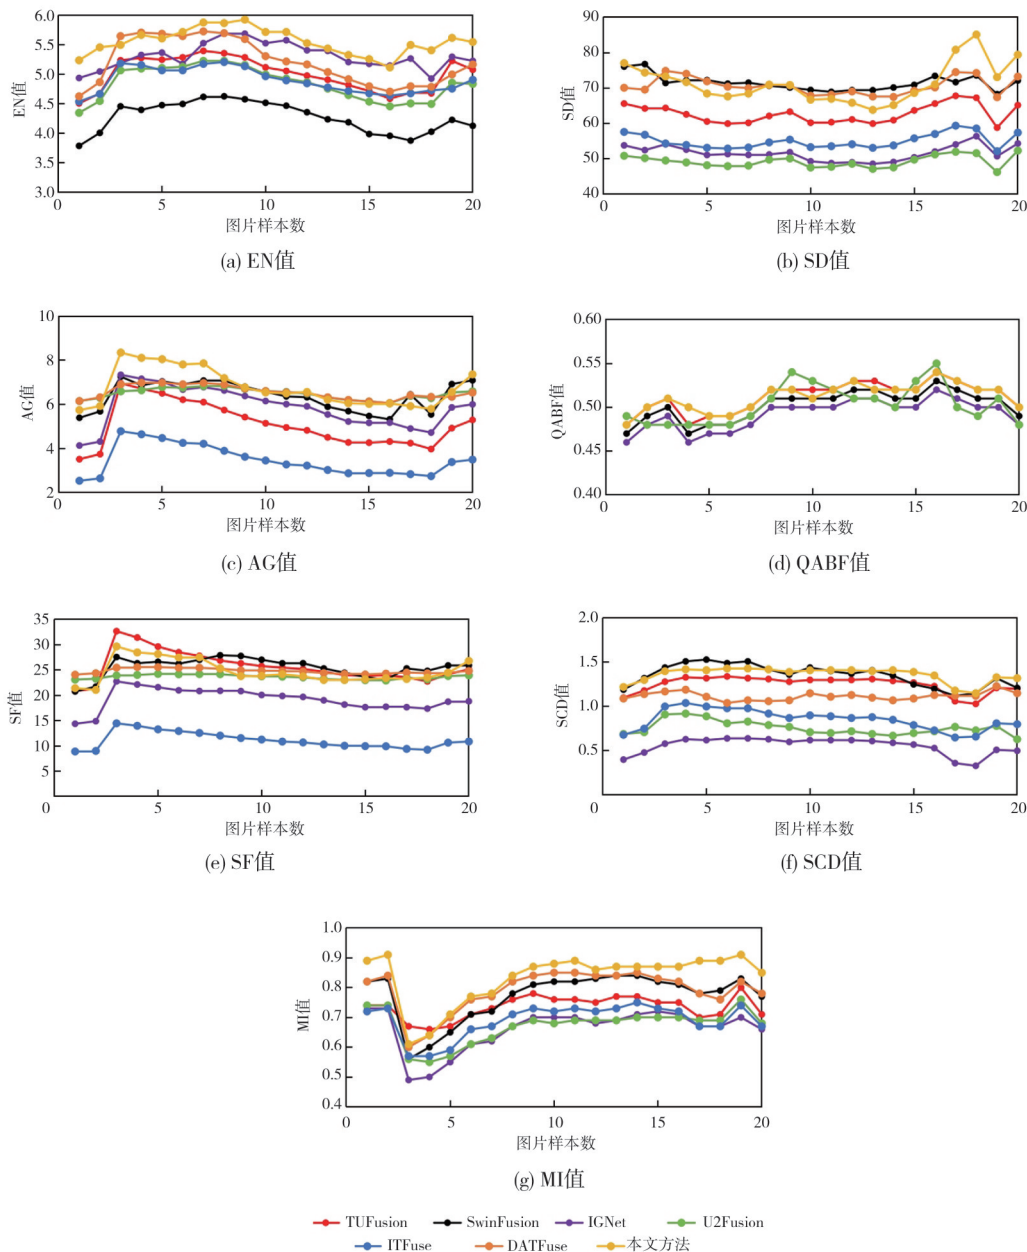 6.0
5.5
5.0
4.5
4.0
3.5
3.0
EN值
0 5 10 15 20
图片样本数
(a) EN值
90
80
70
60
50
40
SD值
0 5 10 15 20
图片样本数
(b) SD值
10
8
6
4
2
AG值
0 5 10 15 20
图片样本数
(c) AG值
0.60
0.55
0.50
0.45
0.40
QABF值
0 5 10 15 20
图片样本数
(d) QABF值
35
30
25
20
15
10
5
SF值
0 5 10 15 20
图片样本数
(e) SF值
2.0
1.5
1.0
0.5
SCD值
0 5 10 15 20
图片样本数
(f) SCD值
1.0
0.9
0.8
0.7
0.6
0.5
0.4
MI值
0 5 10 15 20
图片样本数
(g) MI值
TUFusion SwinFusion IGNet U2Fusion
ITFuse DATFuse 本文方法